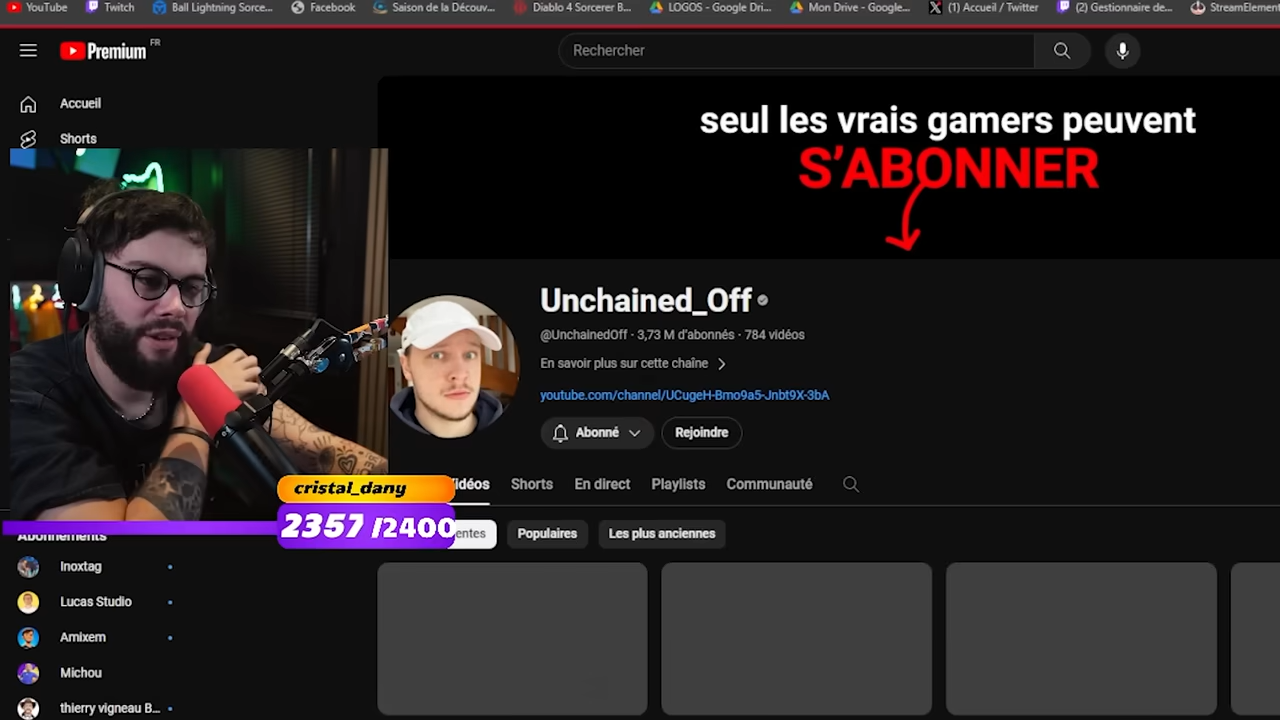 YouTube
Twitch
Ball Lightning Sorce...
Facebook
Saison de la Découv...
Diablo 4 Sorcerer B...
LOGOS - Google Dri...
Mon Drive - Google...
(1) Accueil / Twitter
(2) Gestionnaire de...
StreamElement
Premium FR
Rechercher
Accueil
Shorts
seul les vrais gamers peuvent
S'ABONNER
Unchained_Off
@UnchainedOff · 3,73 M d'abonnés · 784 vidéos
En savoir plus sur cette chaîne
youtube.com/channel/UCugeH-Bmo9a5-Jnbt9X-3bA
Abonné
Rejoindre
idéos
Shorts
En direct
Playlists
Communauté
cristal_dany
2357 /2400
entes
Populaires
Les plus anciennes
Abonnements
Inoxtag
Lucas Studio
Amixem
Michou
thierry vigneau B...